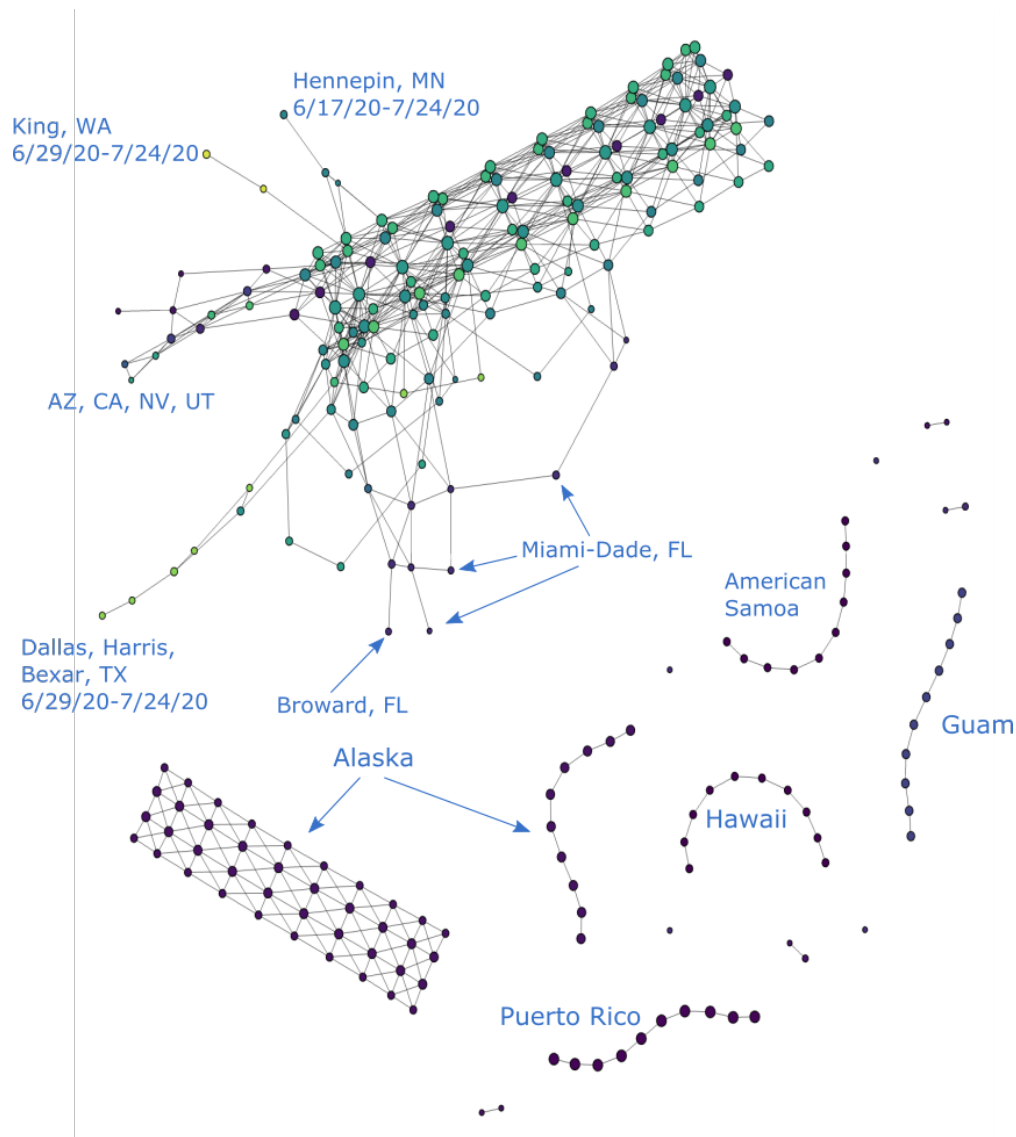 Hennepin, MN
6/17/20-7/24/20
King, WA
6/29/20-7/24/20
AZ, CA, NV, UT
Miami-Dade, FL
American
Samoa
Dallas, Harris,
Bexar, TX
6/29/20-7/24/20
Broward, FL
Guam
Alaska
Hawaii
Puerto Rico